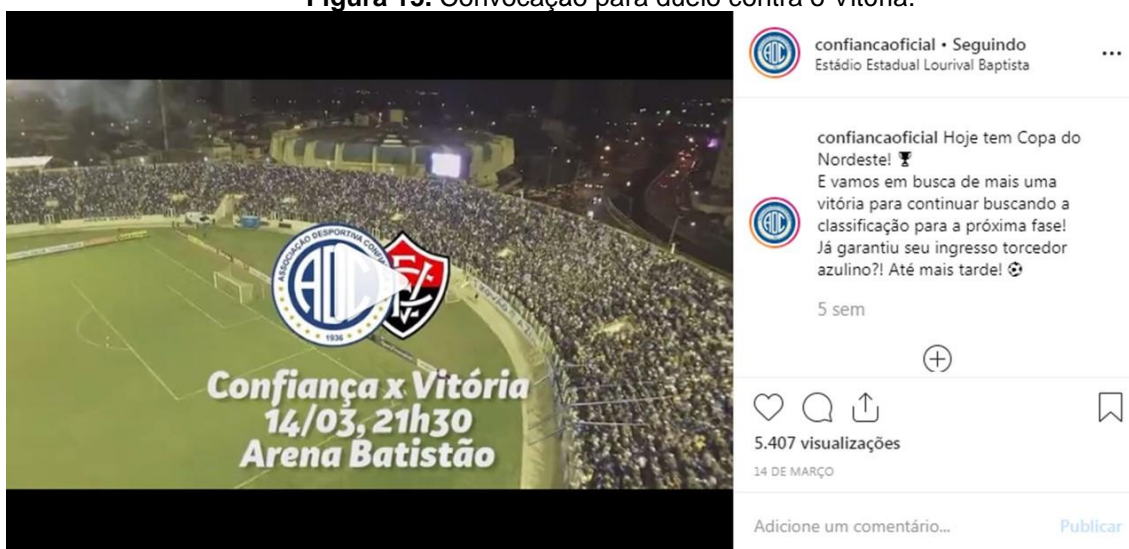 Figura 15. Convocação para duelo contra o Vitória.
ASSOCIAÇÃO DESPORTIVA CONFIANÇA
ADC
1936
Confiança x Vitória
14/03, 21h30
Arena Batistão
confiancaoficial • Seguindo
Estádio Estadual Lourival Baptista
confiancaoficial Hoje tem Copa do
Nordeste! 🏆
E vamos em busca de mais uma
vitória para continuar buscando a
classificação para a próxima fase!
Já garantiu seu ingresso torcedor
azulino?! Até mais tarde! ⚽
5 sem
5.407 visualizações
14 DE MARÇO
Adicione um comentário...
Publicar